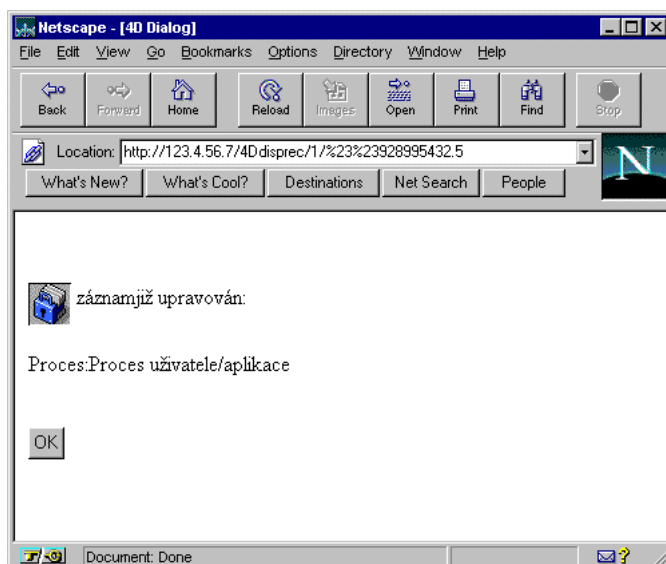 Netscape - [4D Dialog]
File Edit View Go Bookmarks Options Directory Window Help
Back Forward Home Reload Images Open Print Find Stop
Location: http://123.4.56.7/4Ddisprec/1/%23%23928995432.5
N
What's New? What's Cool? Destinations Net Search People
záznamjiž upravován:
Proces:Proces uživatele/aplikace
OK
Document: Done